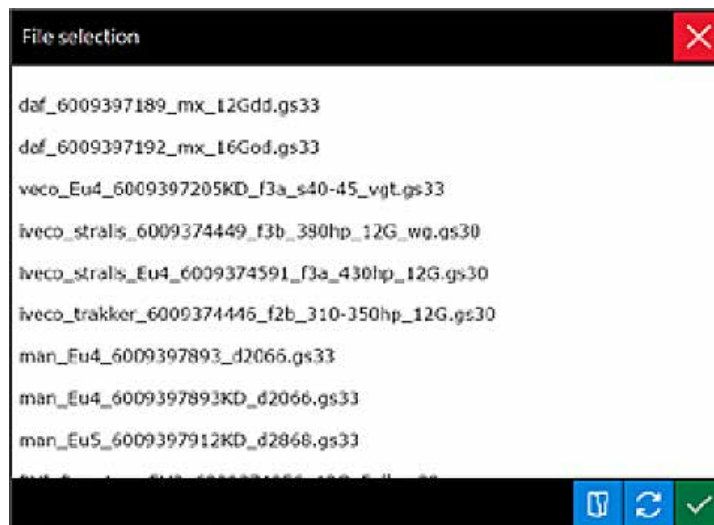 File selection
daf_6009397189_mx_12Gdd.gs33
daf_6009397192_mx_16God.gs33
veco_Eu4_6009397205KD_f3a_s40-45_vgt.gs33
iveco_stralis_6009374449_f3b_380hp_12G_wg.gs30
iveco_stralis_Eu4_6009374591_f3a_430hp_12G.gs30
iveco_trakker_6009374446_f2b_310-350hp_12G.gs30
man_Eu4_6009397893_d2066.gs33
man_Eu4_6009397893KD_d2066.gs33
man_Eu5_6009397912KD_d2868.gs33